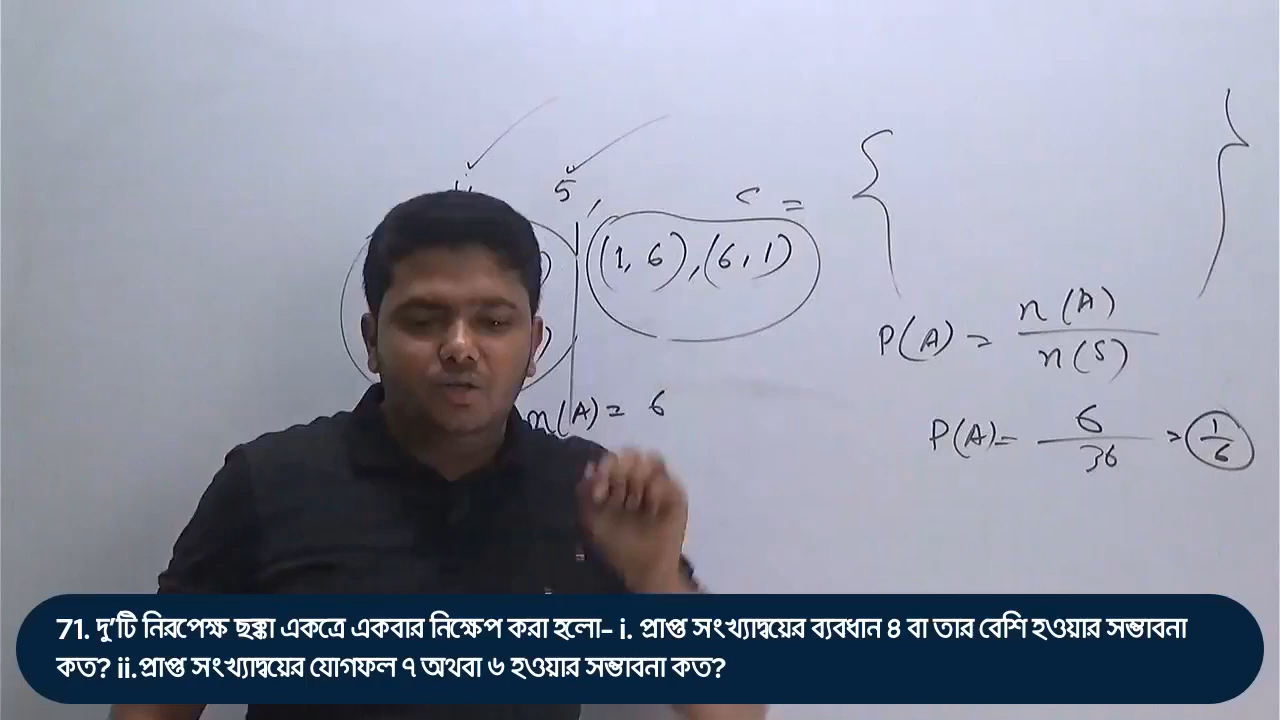 5,
C = {          }
(1, 6), (6, 1)
P(A) = n(A) / n(S)
n(A) = 6
P(A) = 6/36 = 1/6
71. দু'টি নিরপেক্ষ ছক্কা একত্রে একবার নিক্ষেপ করা হলো- i. প্রাপ্ত সংখ্যাদ্বয়ের ব্যবধান ৪ বা তার বেশি হওয়ার সম্ভাবনা
কত? ii.প্রাপ্ত সংখ্যাদ্বয়ের যোগফল ৭ অথবা ৬ হওয়ার সম্ভাবনা কত?